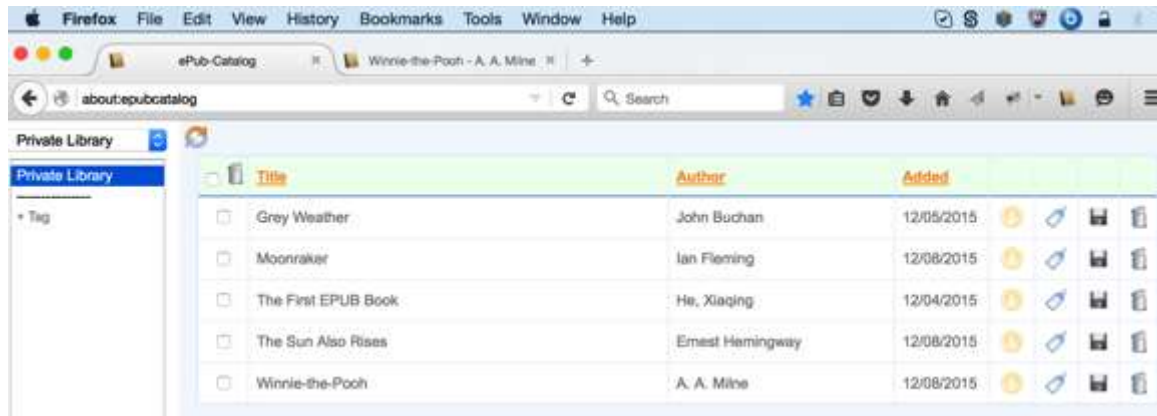 Firefox File Edit View History Bookmarks Tools Window Help
ePub-Catalog Winnie-the-Pooh - A. A. Milne
about:epubcatalog Search
Private Library
Private Library
+ Tag
Title Author Added
Grey Weather John Buchan 12/05/2015
Moonraker Ian Fleming 12/08/2015
The First EPUB Book He, Xiaqing 12/04/2015
The Sun Also Rises Ernest Hemingway 12/08/2015
Winnie-the-Pooh A. A. Milne 12/08/2015